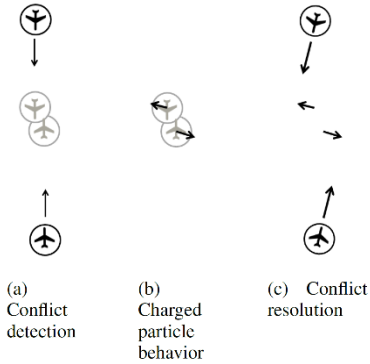 (a)
Conflict
detection
(b)
Charged
particle
behavior
(c) Conflict
resolution